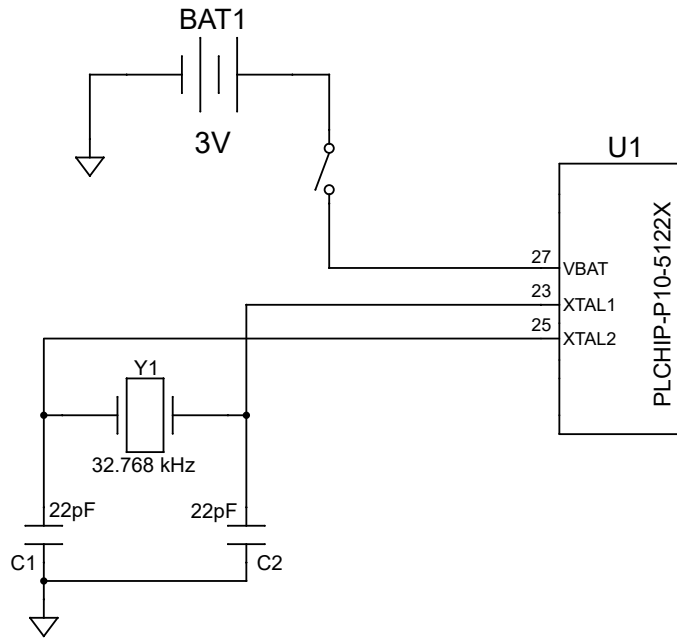 BAT1
3V
U1
PLCHIP-P10-5122X
27 VBAT
23 XTAL1
25 XTAL2
Y1
32.768 kHz
22pF 22pF
C1 C2